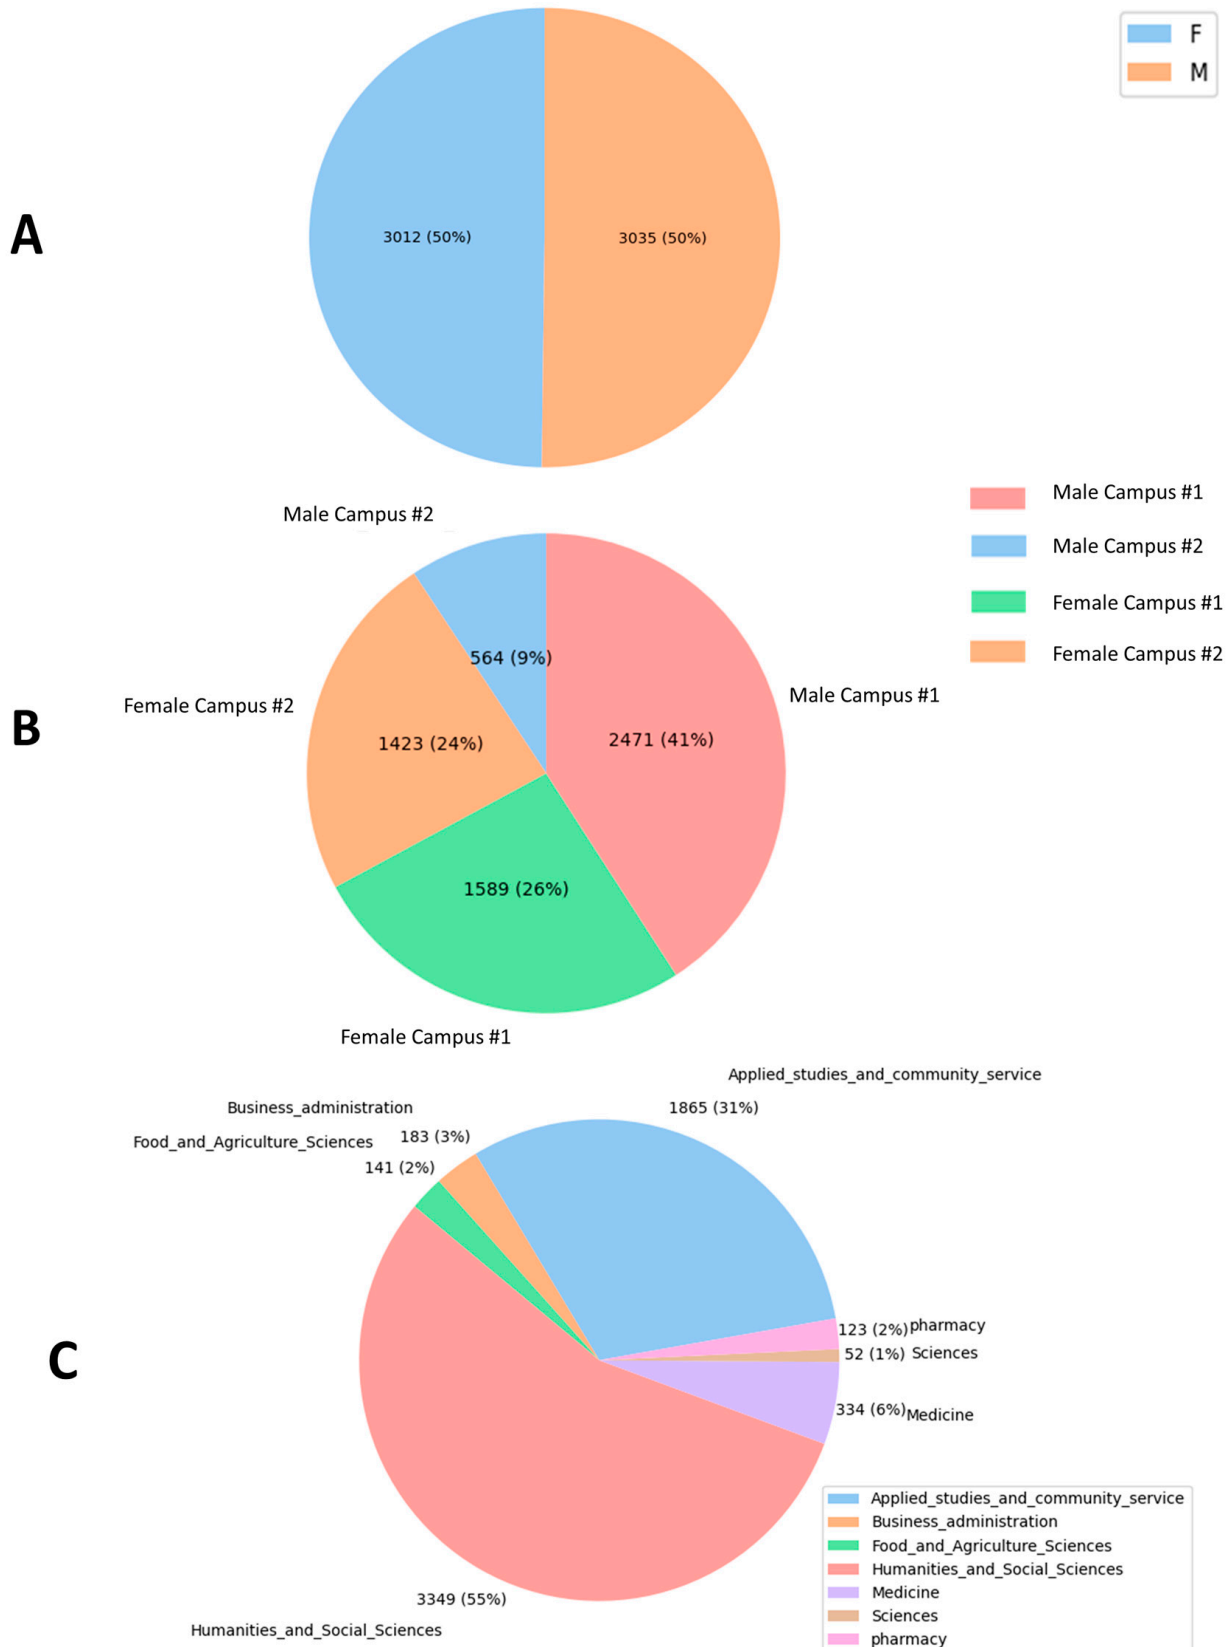 F
M
A
3012 (50%)
3035 (50%)
Male Campus #1
Male Campus #2
Female Campus #1
Female Campus #2
Male Campus #2
564 (9%)
Female Campus #2
Male Campus #1
B
1423 (24%)
2471 (41%)
1589 (26%)
Female Campus #1
Applied_studies_and_community_service
1865 (31%)
Business_administration
183 (3%)
Food_and_Agriculture_Sciences
141 (2%)
123 (2%) pharmacy
52 (1%) Sciences
C
334 (6%) Medicine
3349 (55%)
Humanities_and_Social_Sciences
Applied_studies_and_community_service
Business_administration
Food_and_Agriculture_Sciences
Humanities_and_Social_Sciences
Medicine
Sciences
pharmacy